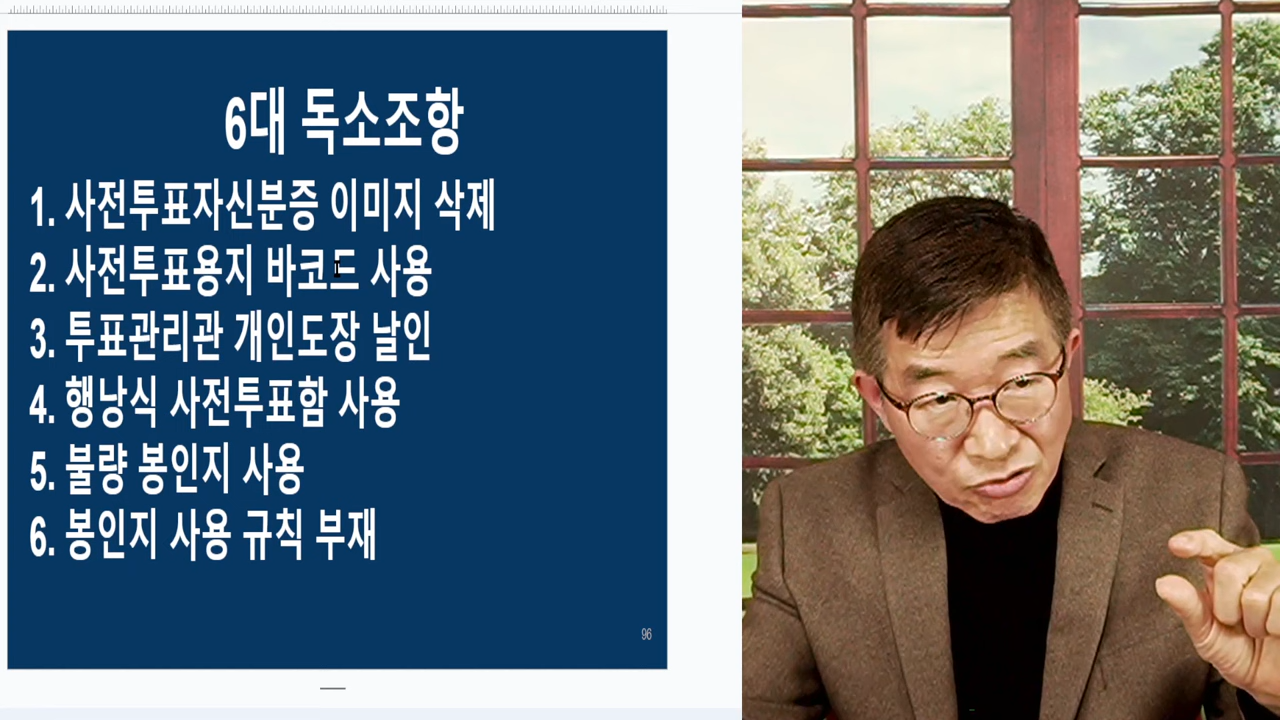 6대 독소조항
1. 사전투표자신분증 이미지 삭제
2. 사전투표용지 바코드 사용
3. 투표관리관 개인도장 날인
4. 행낭식 사전투표함 사용
5. 불량 봉인지 사용
6. 봉인지 사용 규칙 부재
96